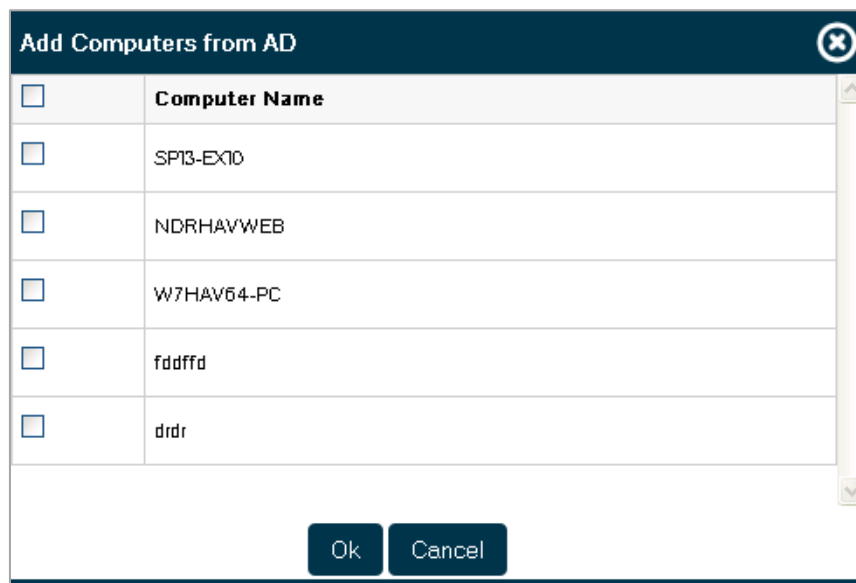 Add Computers from AD
Computer Name
SP13-EX10
NDRHAVWEB
W7HAV64-PC
fddffd
drdr
Ok Cancel